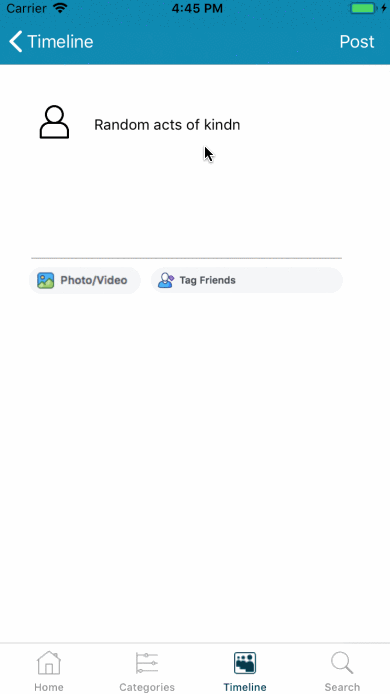 Carrier 4:45 PM
Timeline Post
Random acts of kindn
Photo/Video Tag Friends
Home Categories Timeline Search